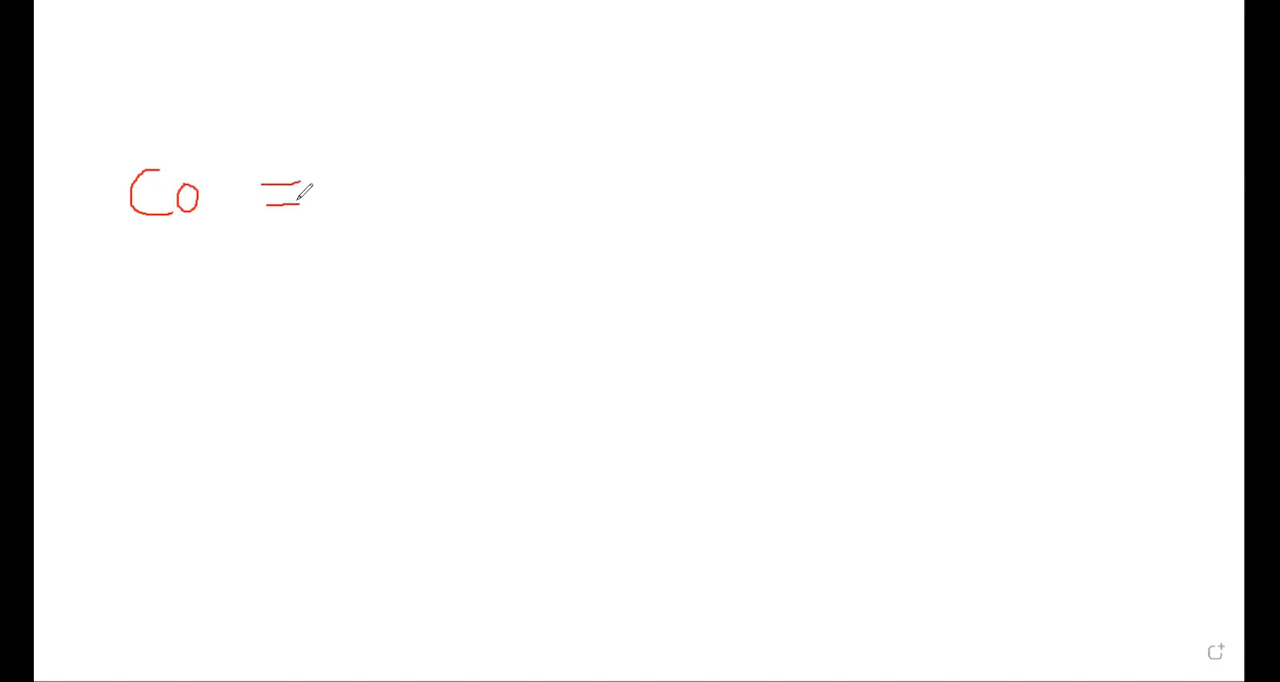 Co =